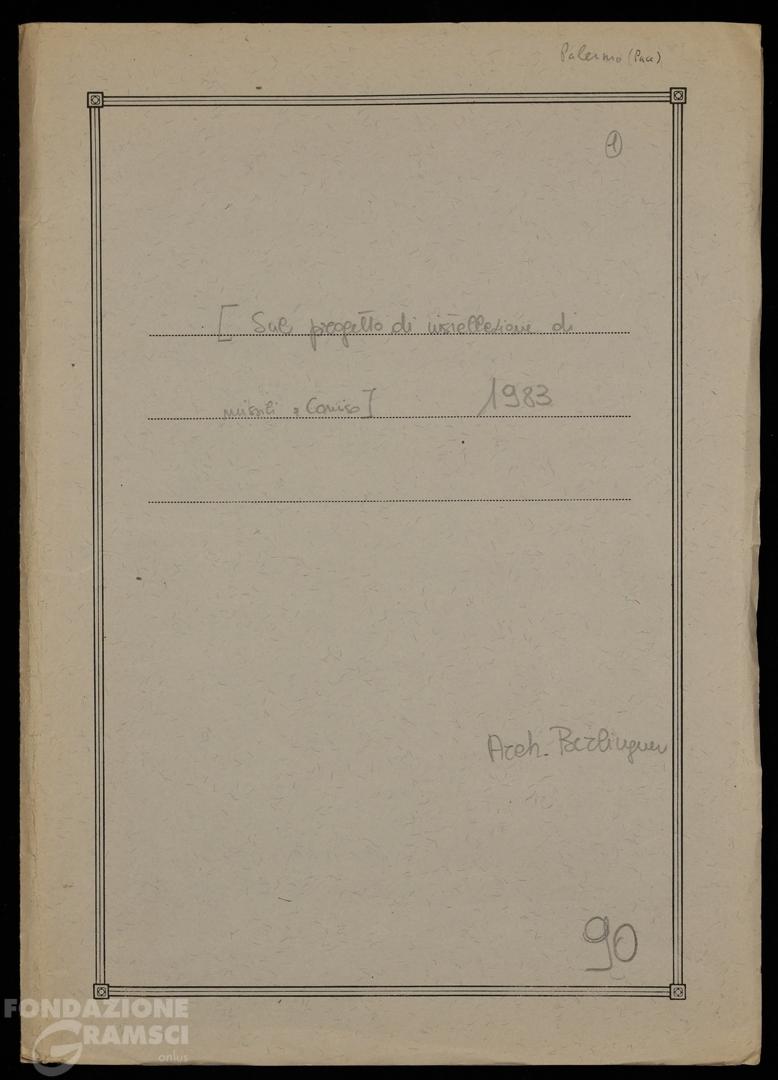 Palermo (Pace)
1
[ Sul progetto di installazione di
missili a Comiso] 1983
Arch. Berlinguer
90
FONDAZIONE
GRAMSCI
onlus